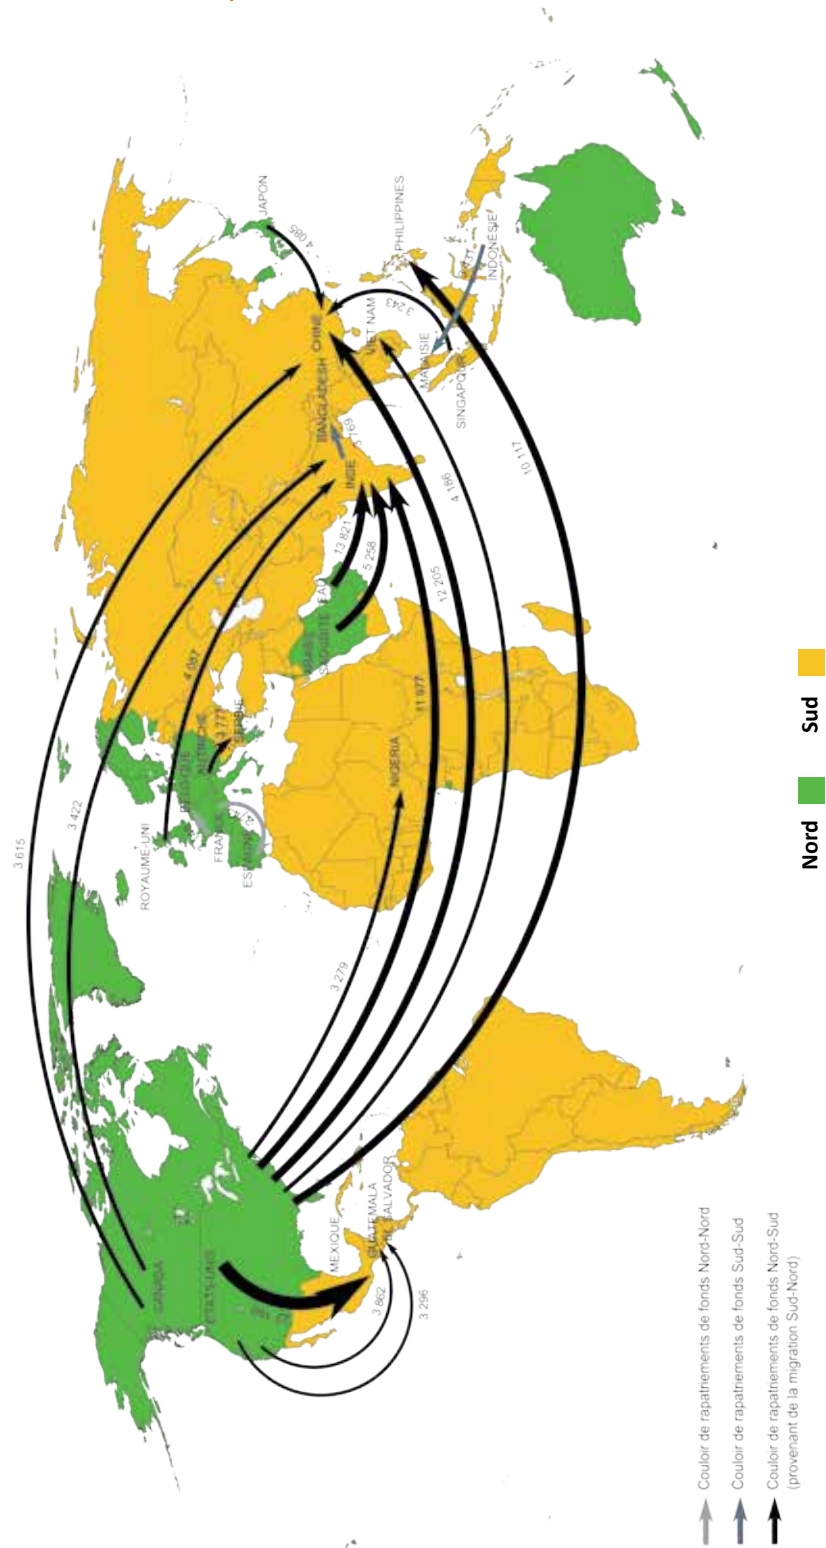 3 615
3 422
CANADA
ÉTATS-UNIS
MEXIQUE
GUATEMALA
SALVADOR
3 862
3 296
ROYAUME-UNI
BELGIQUE
FRANCE
ESPAGNE
AUTRICHE
SERBIE
4 087
3 279
NIGERIA
11 977
12 205
4 186
10 117
SAOUDITE
EAU
13 821
5 258
INDE
BANGLADESH
CHINE
JAPON
4 085
VIET NAM
3 243
PHILIPPINES
MALAISIE
SINGAPOUR
INDONÉSIE
Couloir de rapatriements de fonds Nord-Nord
Couloir de rapatriements de fonds Sud-Sud
Couloir de rapatriements de fonds Nord-Sud
(provenant de la migration Sud-Nord)
Nord
Sud